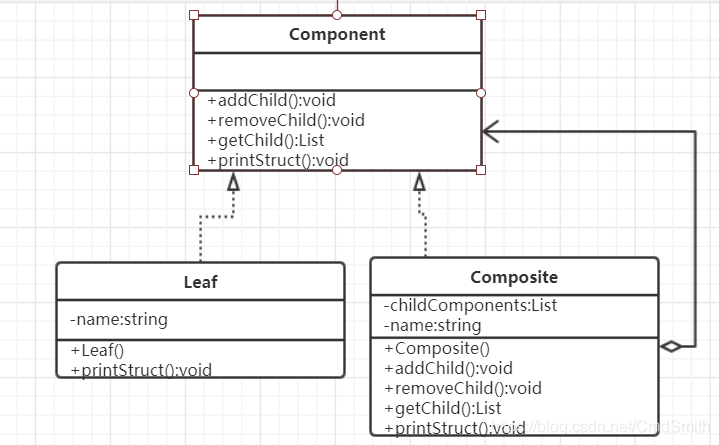 Component
+addChild():void
+removeChild():void
+getChild():List
+printStruct():void
Leaf
-name:string
+Leaf()
+printStruct():void
Composite
-childComponents:List
-name:string
+Composite()
+addChild():void
+removeChild():void
+getChild():List
+printStruct():void
blog.csdn.net/CmdSmith